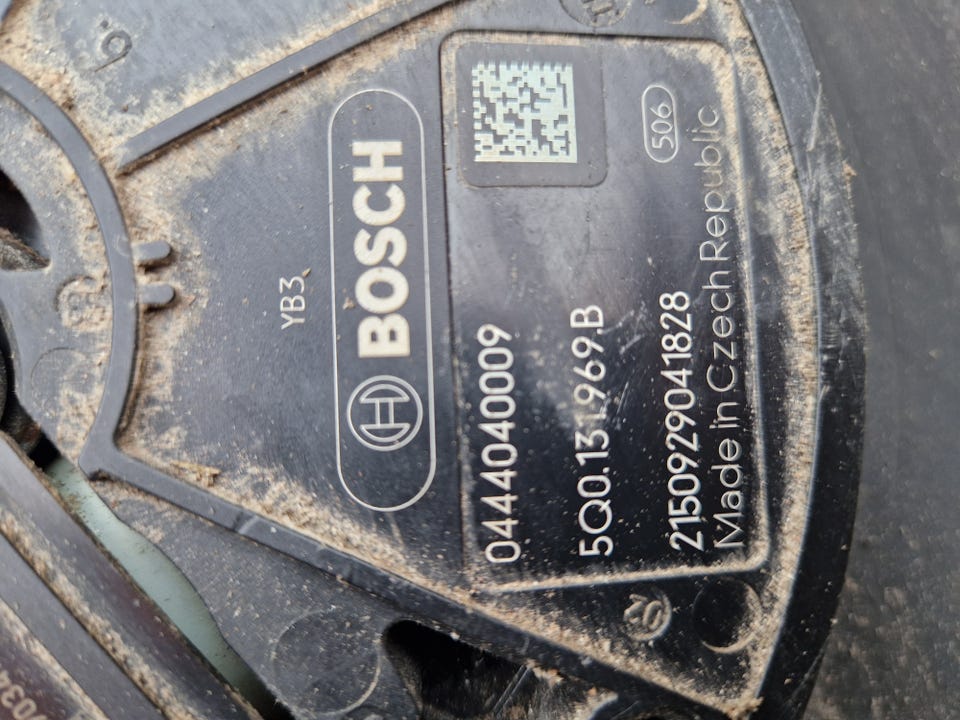 YB3
BOSCH
0444040009
5Q0.131.969.B
2150929041828
Made in Czech Republic
506